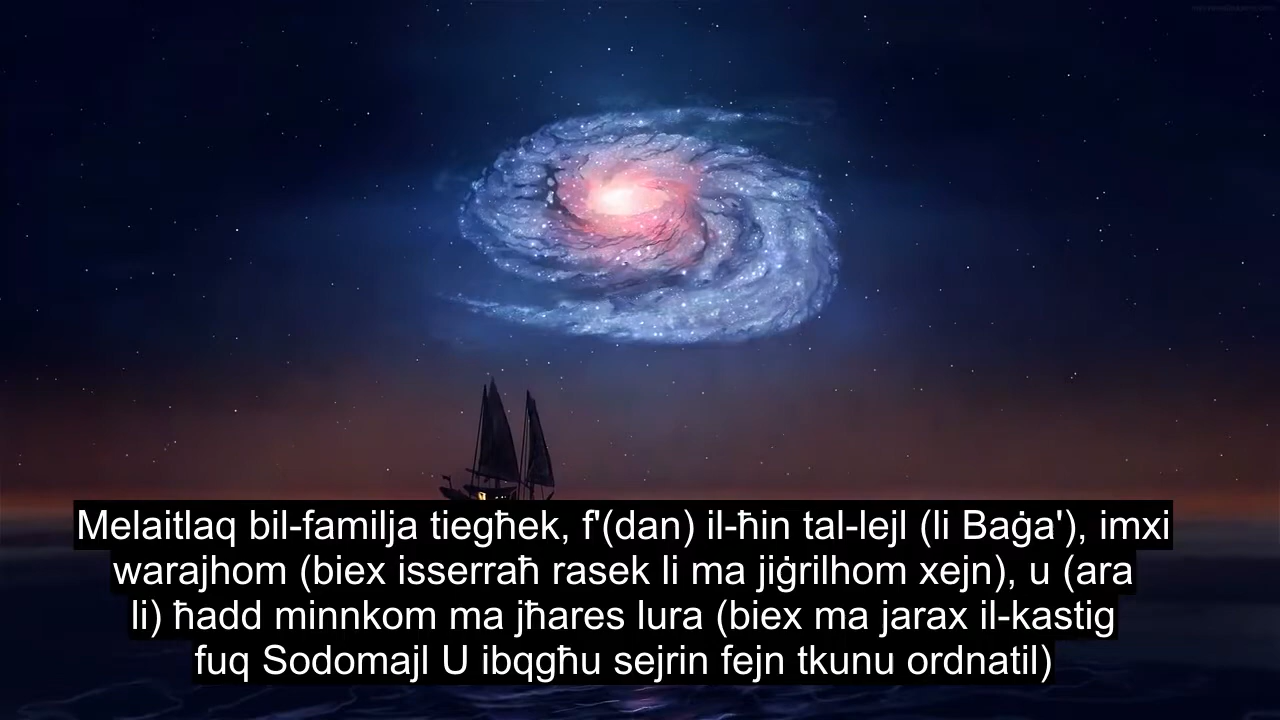 Melaitlaq bil-familja tiegħek, f'(dan) il-ħin tal-lejl (li Baġa'), imxi
warajhom (biex isserraħ rasek li ma jiġrilhom xejn), u (ara
li) ħadd minnkom ma jħares lura (biex ma jarax il-kastig
fuq Sodomajl U ibqgħu sejrin fejn tkunu ordnatil)